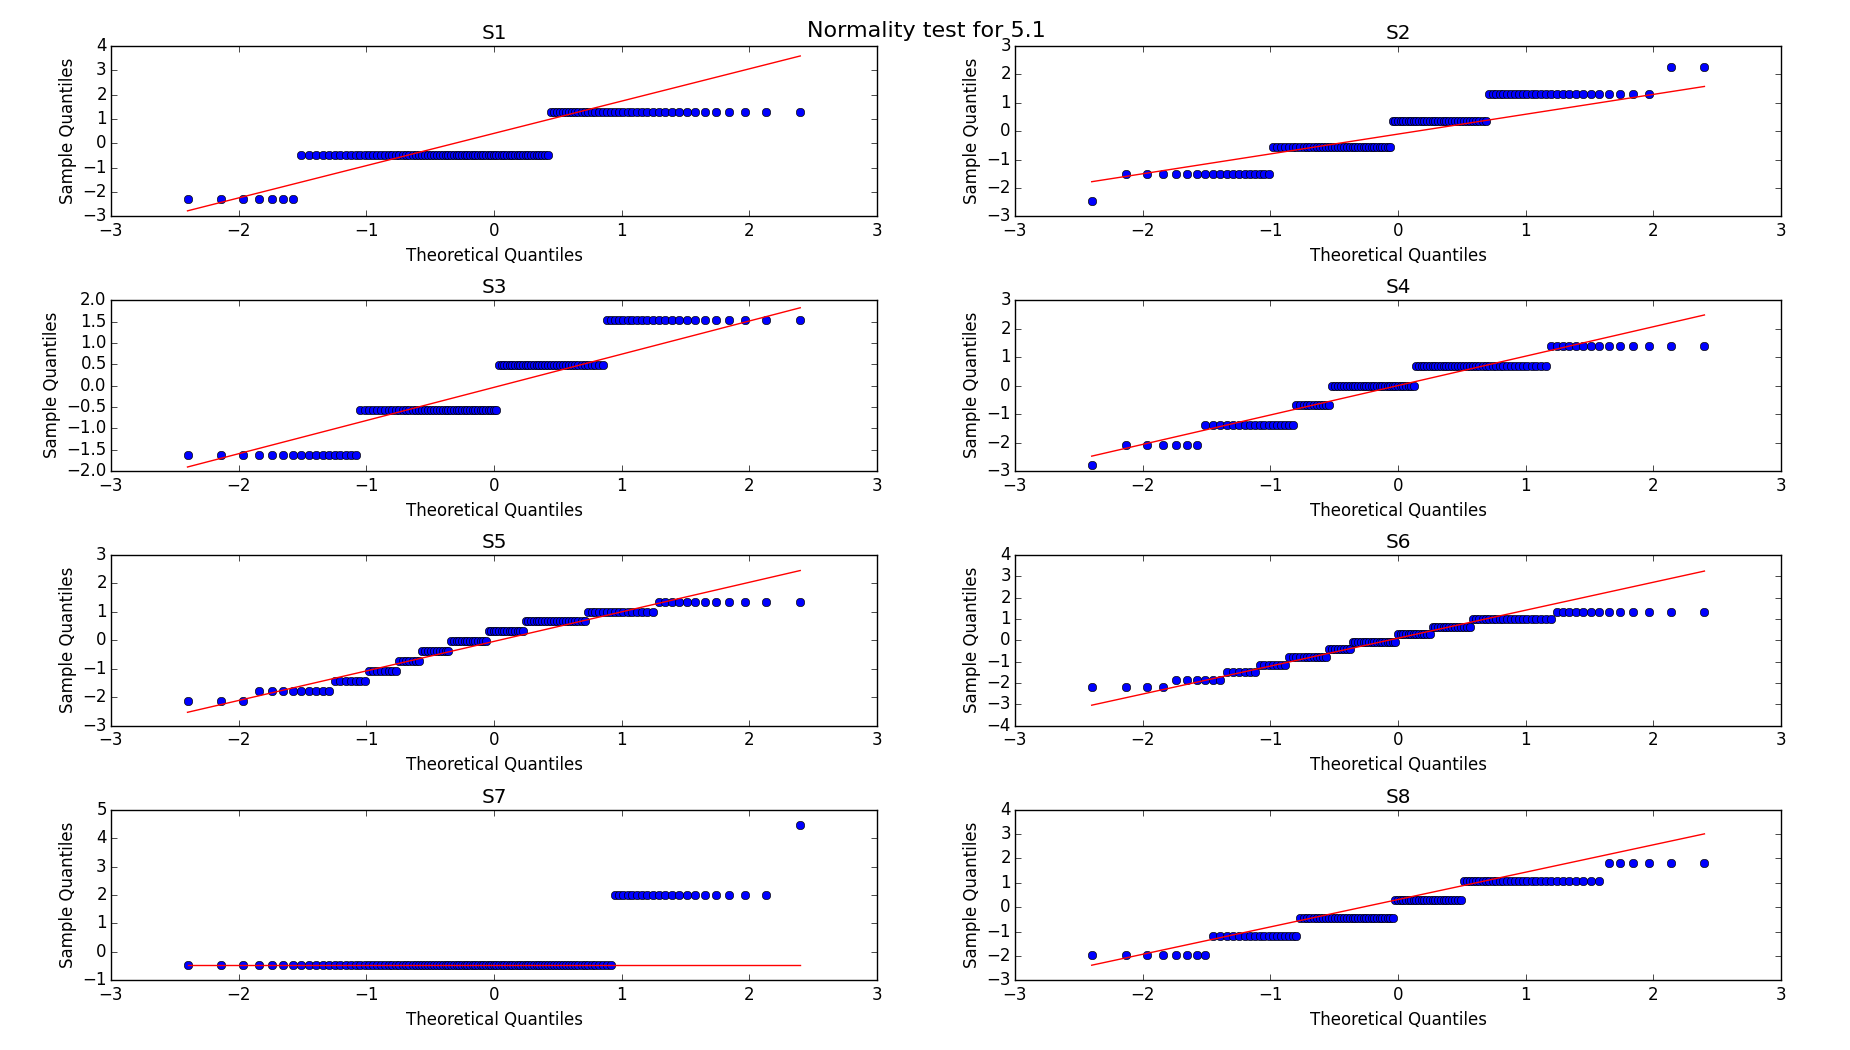 Normality test for 5.1
S1
4
3
2
1
0
−1
−2
−3
Sample Quantiles
−3 −2 −1 0 1 2 3
Theoretical Quantiles
S2
3
2
1
0
−1
−2
−3
Sample Quantiles
−3 −2 −1 0 1 2 3
Theoretical Quantiles
S3
2.0
1.5
1.0
0.5
0.0
−0.5
−1.0
−1.5
−2.0
Sample Quantiles
−3 −2 −1 0 1 2 3
Theoretical Quantiles
S4
3
2
1
0
−1
−2
−3
Sample Quantiles
−3 −2 −1 0 1 2 3
Theoretical Quantiles
S5
3
2
1
0
−1
−2
−3
Sample Quantiles
−3 −2 −1 0 1 2 3
Theoretical Quantiles
S6
4
3
2
1
0
−1
−2
−3
−4
Sample Quantiles
−3 −2 −1 0 1 2 3
Theoretical Quantiles
S7
5
4
3
2
1
0
−1
Sample Quantiles
−3 −2 −1 0 1 2 3
Theoretical Quantiles
S8
4
3
2
1
0
−1
−2
−3
Sample Quantiles
−3 −2 −1 0 1 2 3
Theoretical Quantiles